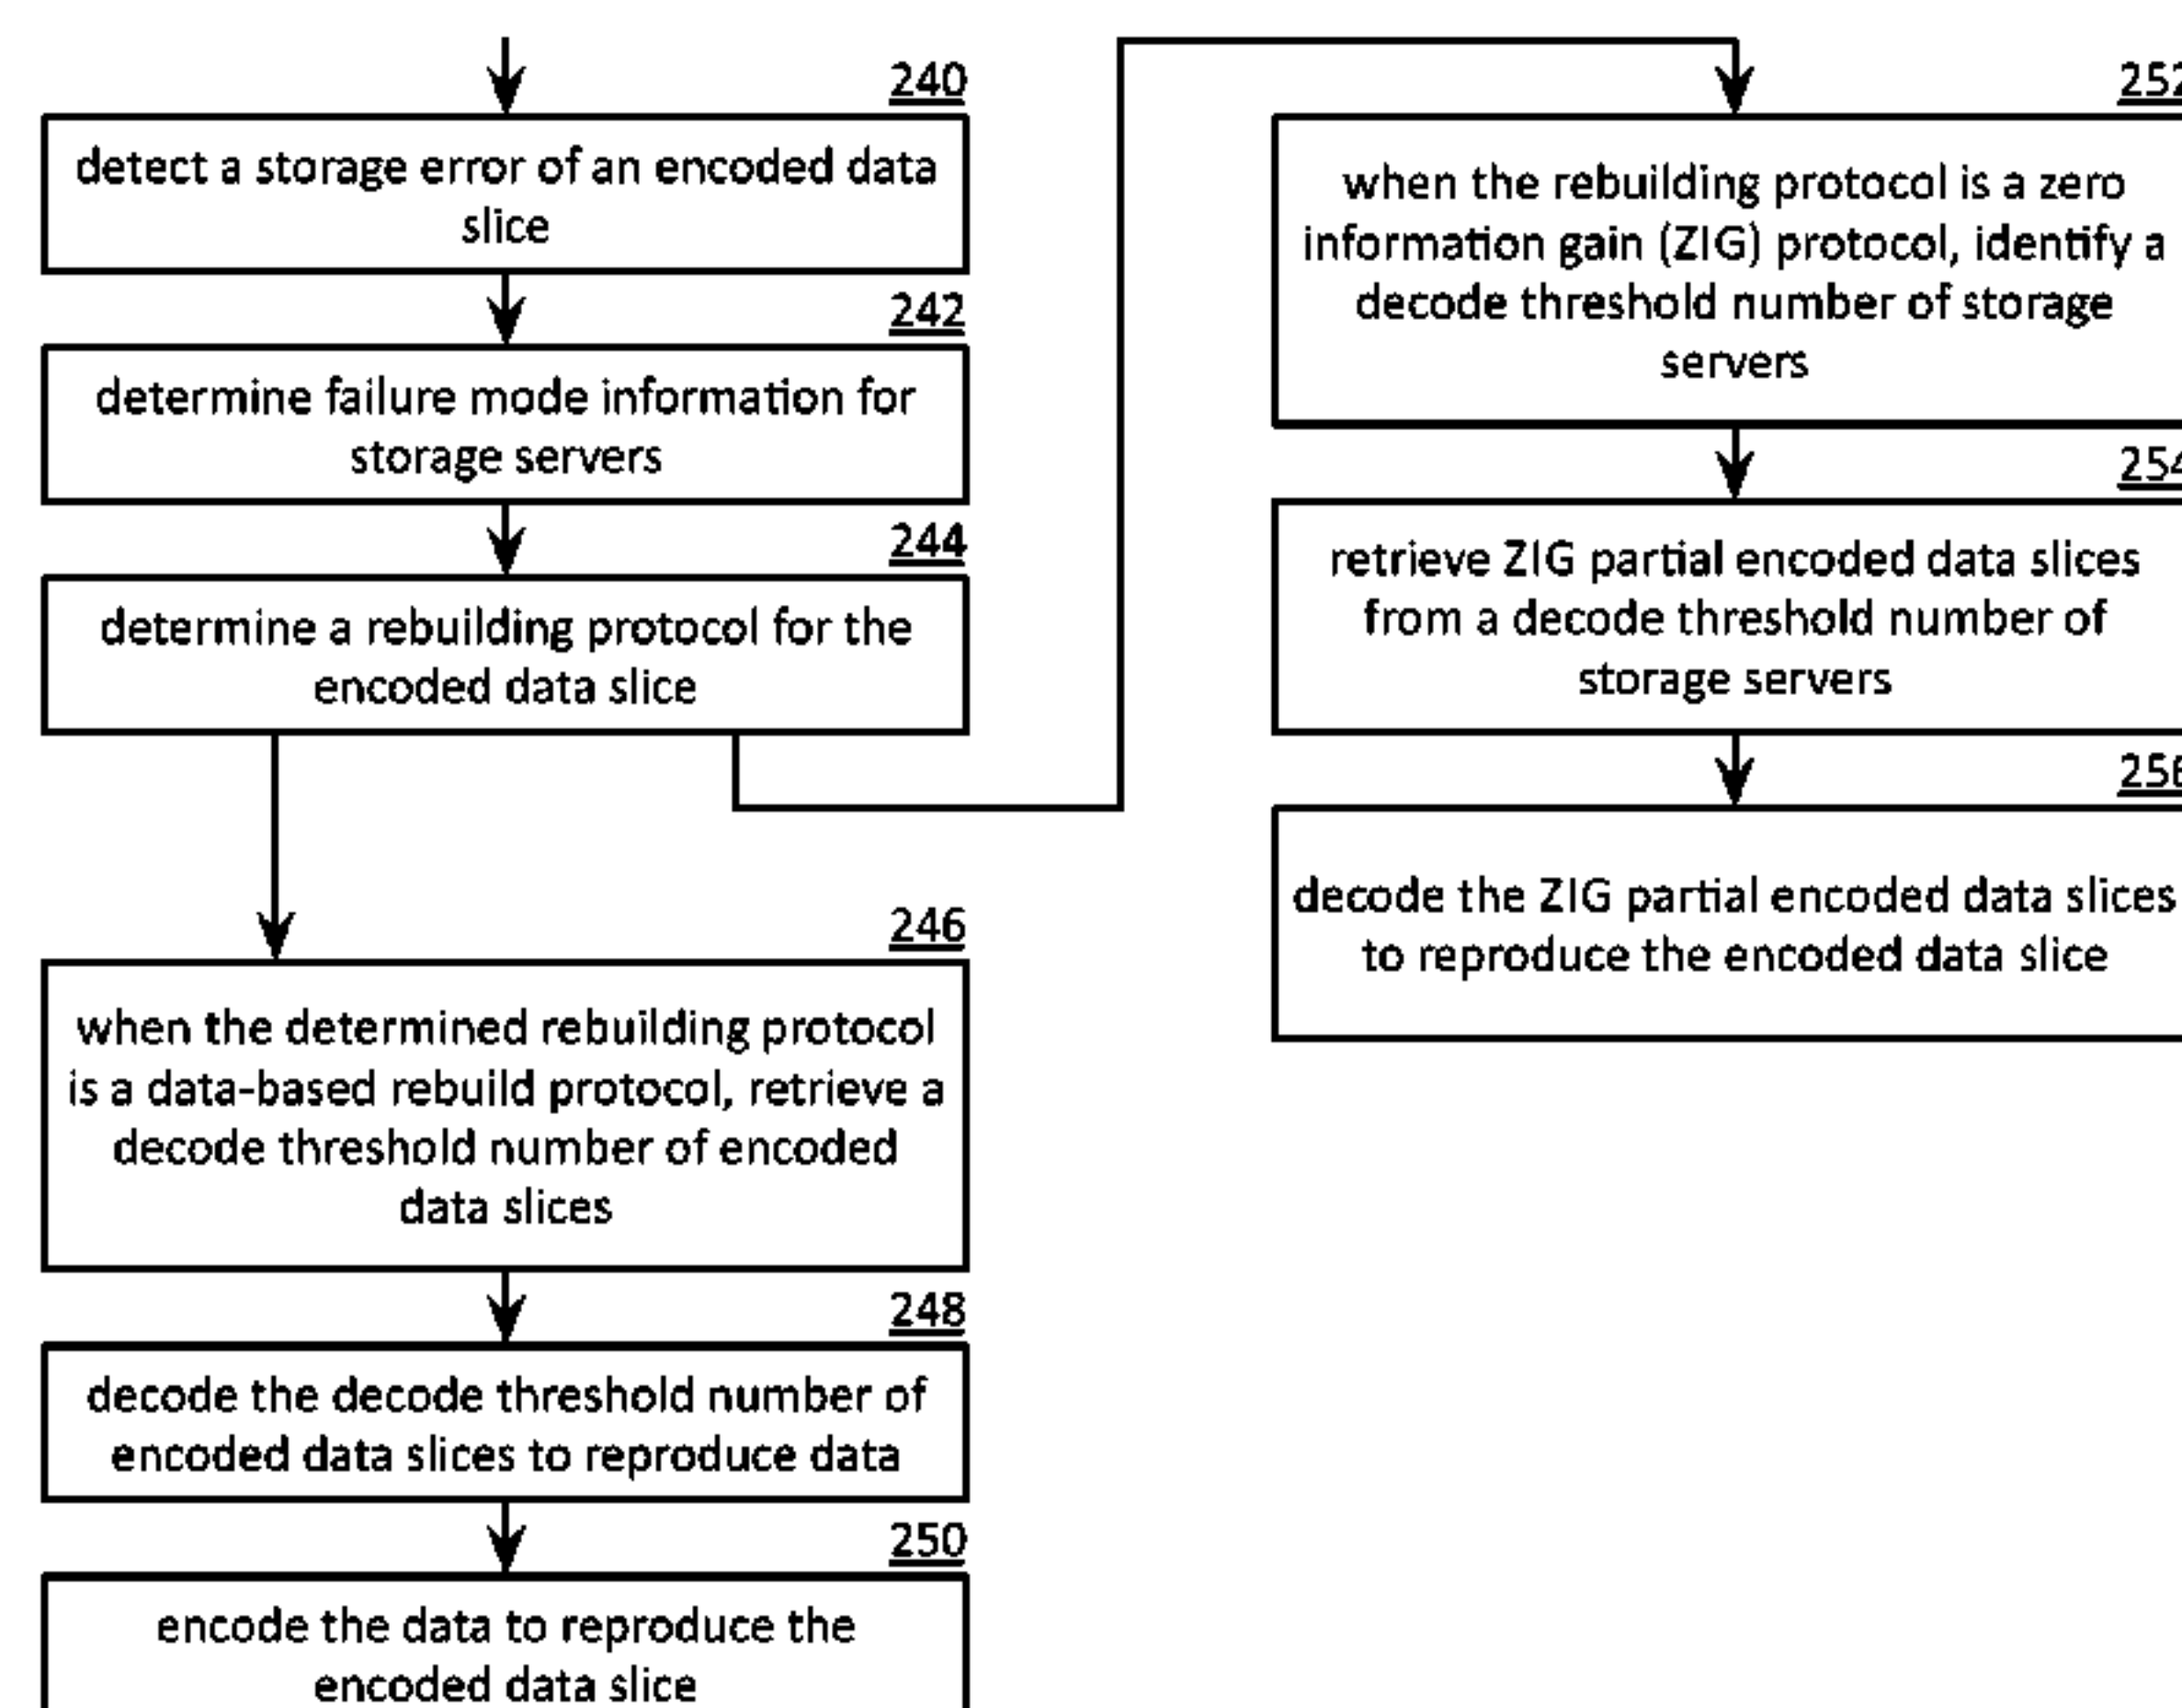 240
detect a storage error of an encoded data
slice
242
determine failure mode information for
storage servers
244
determine a rebuilding protocol for the
encoded data slice
246
when the determined rebuilding protocol
is a data-based rebuild protocol, retrieve a
decode threshold number of encoded
data slices
248
decode the decode threshold number of
encoded data slices to reproduce data
250
encode the data to reproduce the
encoded data slice
252
when the rebuilding protocol is a zero
information gain (ZIG) protocol, identify a
decode threshold number of storage
servers
254
retrieve ZIG partial encoded data slices
from a decode threshold number of
storage servers
256
decode the ZIG partial encoded data slices
to reproduce the encoded data slice